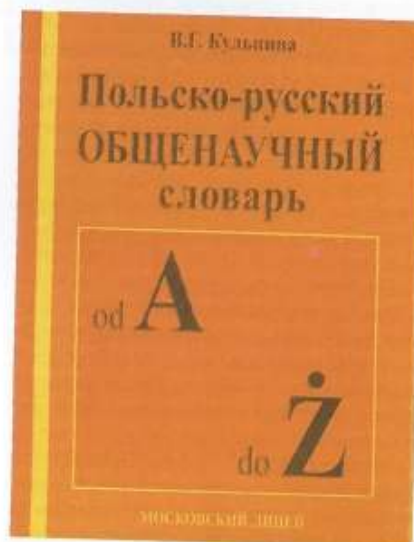 В.Г. Кульпина
Польско-русский
ОБЩЕНАУЧНЫЙ
словарь
od A
do Ż
МОСКОВСКИЙ ЛИЦЕЙ